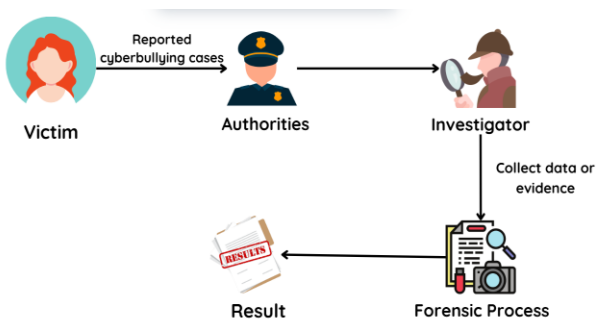 Reported
cyberbullying cases
Victim
Authorities
Investigator
Collect data or
evidence
RESULTS
Result
Forensic Process